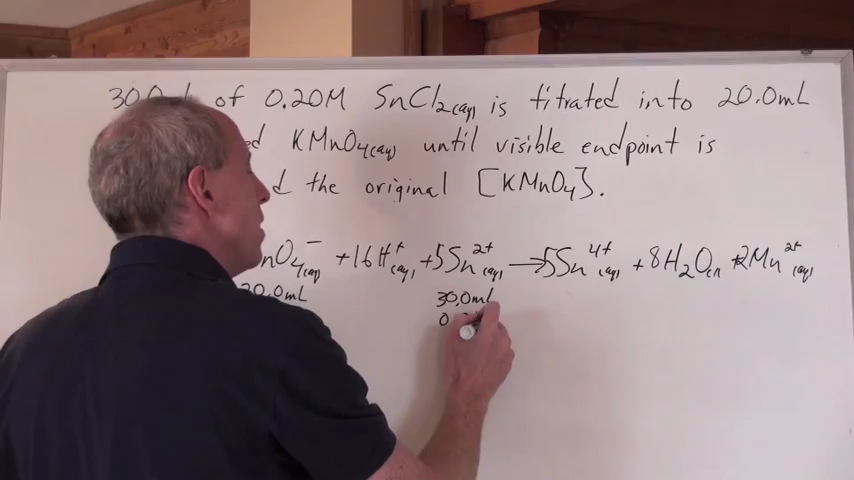 30.0mL of 0.20M SnCl₂(aq) is titrated into 20.0mL
KMnO₄(aq) until visible endpoint is
the original [KMnO₄].
nO₄⁻(aq) + 16H⁺(aq) + 5Sn²⁺(aq) → 5Sn⁴⁺(aq) + 8H₂O(l) + 2Mn²⁺(aq)
20.0mL 30.0mL